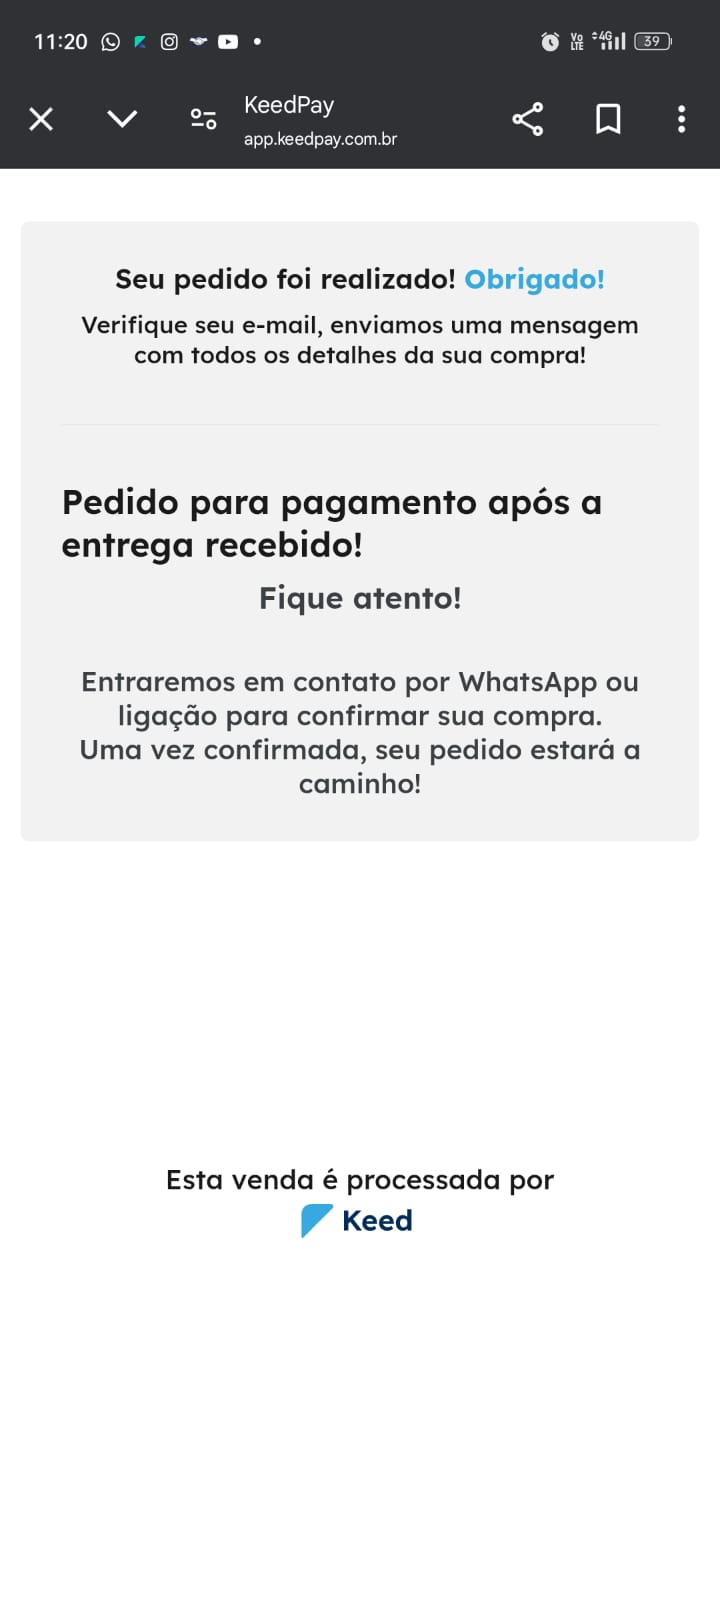 11:20
Vo LTE 4G 39
KeedPay
app.keedpay.com.br
Seu pedido foi realizado! Obrigado!
Verifique seu e-mail, enviamos uma mensagem
com todos os detalhes da sua compra!
Pedido para pagamento após a
entrega recebido!
Fique atento!
Entraremos em contato por WhatsApp ou
ligação para confirmar sua compra.
Uma vez confirmada, seu pedido estará a
caminho!
Esta venda é processada por
Keed